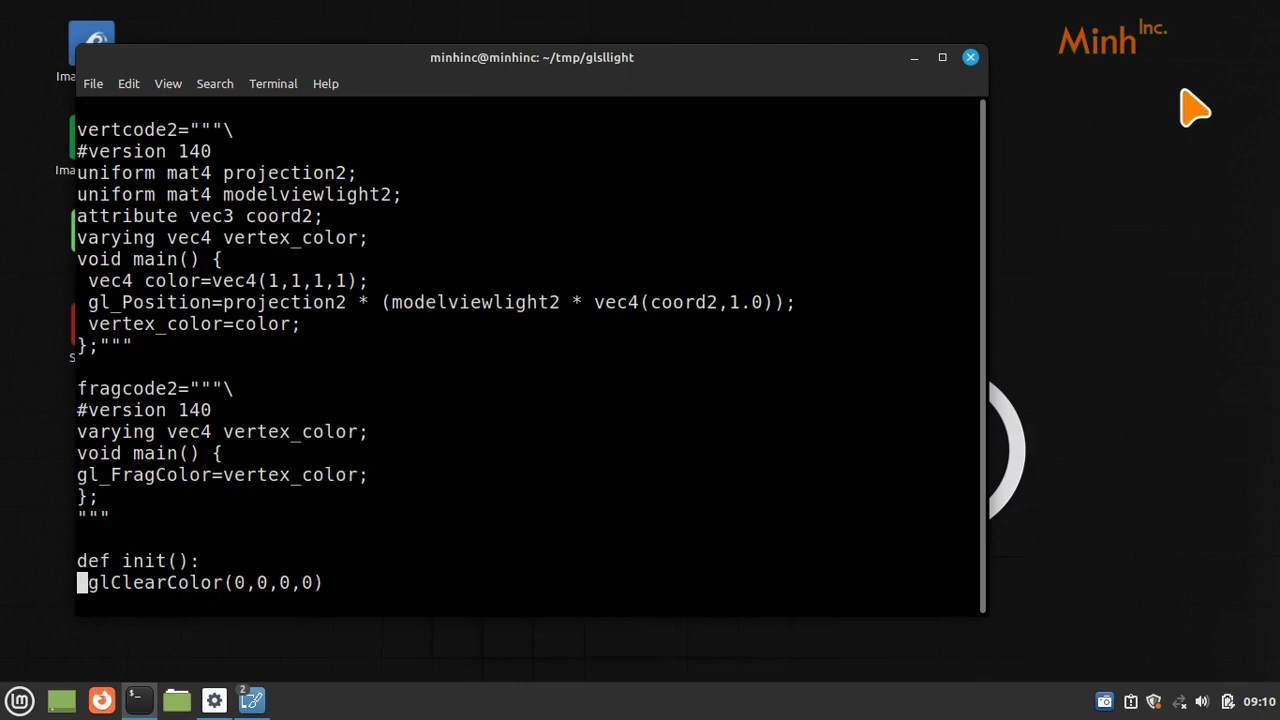 Minh Inc.
Ima
minhinc@minhinc: ~/tmp/glsllight
File Edit View Search Terminal Help
vertcode2="""\
#version 140
uniform mat4 projection2;
uniform mat4 modelviewlight2;
attribute vec3 coord2;
varying vec4 vertex_color;
void main() {
 vec4 color=vec4(1,1,1,1);
 gl_Position=projection2 * (modelviewlight2 * vec4(coord2,1.0));
 vertex_color=color;
};"""
Ima
S
fragcode2="""\
#version 140
varying vec4 vertex_color;
void main() {
gl_FragColor=vertex_color;
};
"""
def init():
 glClearColor(0,0,0,0)
2
09:10